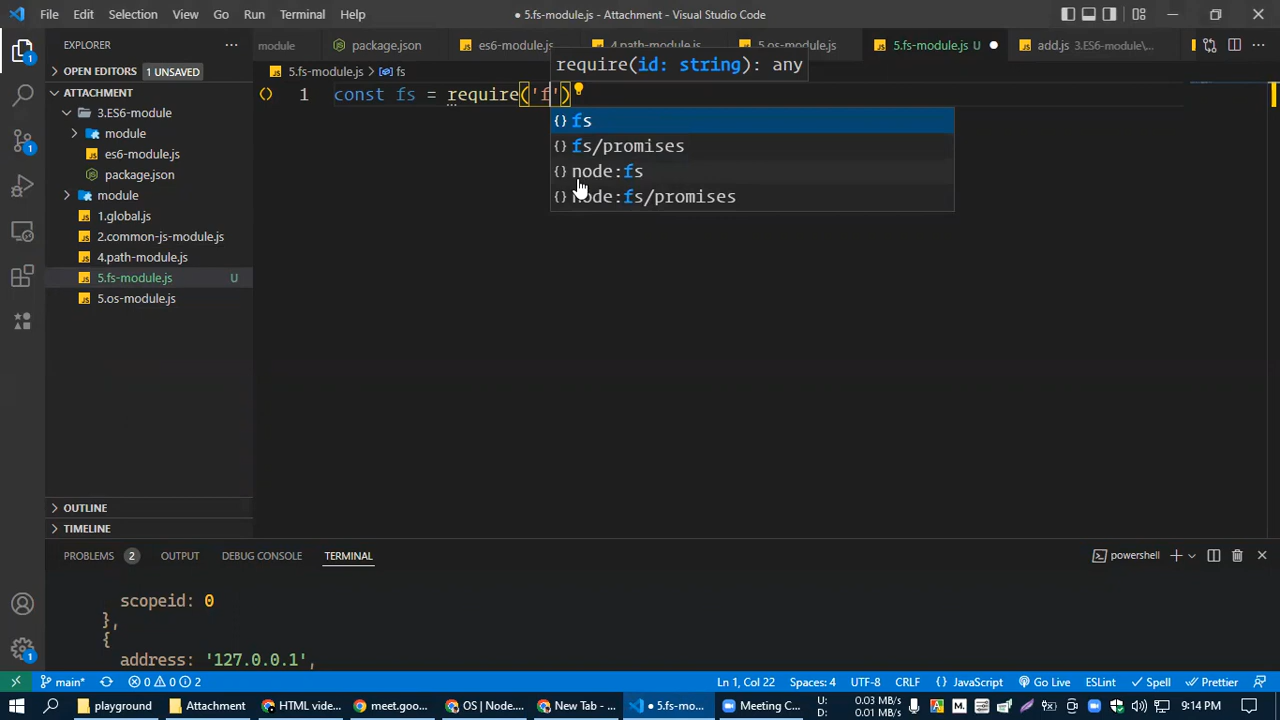 File Edit Selection View Go Run Terminal Help
● 5.fs-module.js - Attachment - Visual Studio Code
EXPLORER
module package.json es6-module.js 4.path-module.js 5.os-module.js 5.fs-module.js U add.js 3.ES6-module\...
OPEN EDITORS 1 UNSAVED
5.fs-module.js > fs
require(id: string): any
ATTACHMENT
1 const fs = require('f')
fs
fs/promises
node:fs
node:fs/promises
3.ES6-module
module
es6-module.js
package.json
module
1.global.js
2.common-js-module.js
4.path-module.js
5.fs-module.js U
5.os-module.js
OUTLINE
TIMELINE
PROBLEMS 2 OUTPUT DEBUG CONSOLE TERMINAL
powershell
scopeid: 0
},
{
address: '127.0.0.1',
1
1
main* 0 0 2
Ln 1, Col 22 Spaces: 4 UTF-8 CRLF {} JavaScript Go Live ESLint Spell Prettier
playground Attachment HTML vide... meet.goo... OS | Node.... New Tab - ... ● 5.fs-mo... Meeting C...
U: 0.03 MB/s
D: 0.01 MB/s
9:14 PM